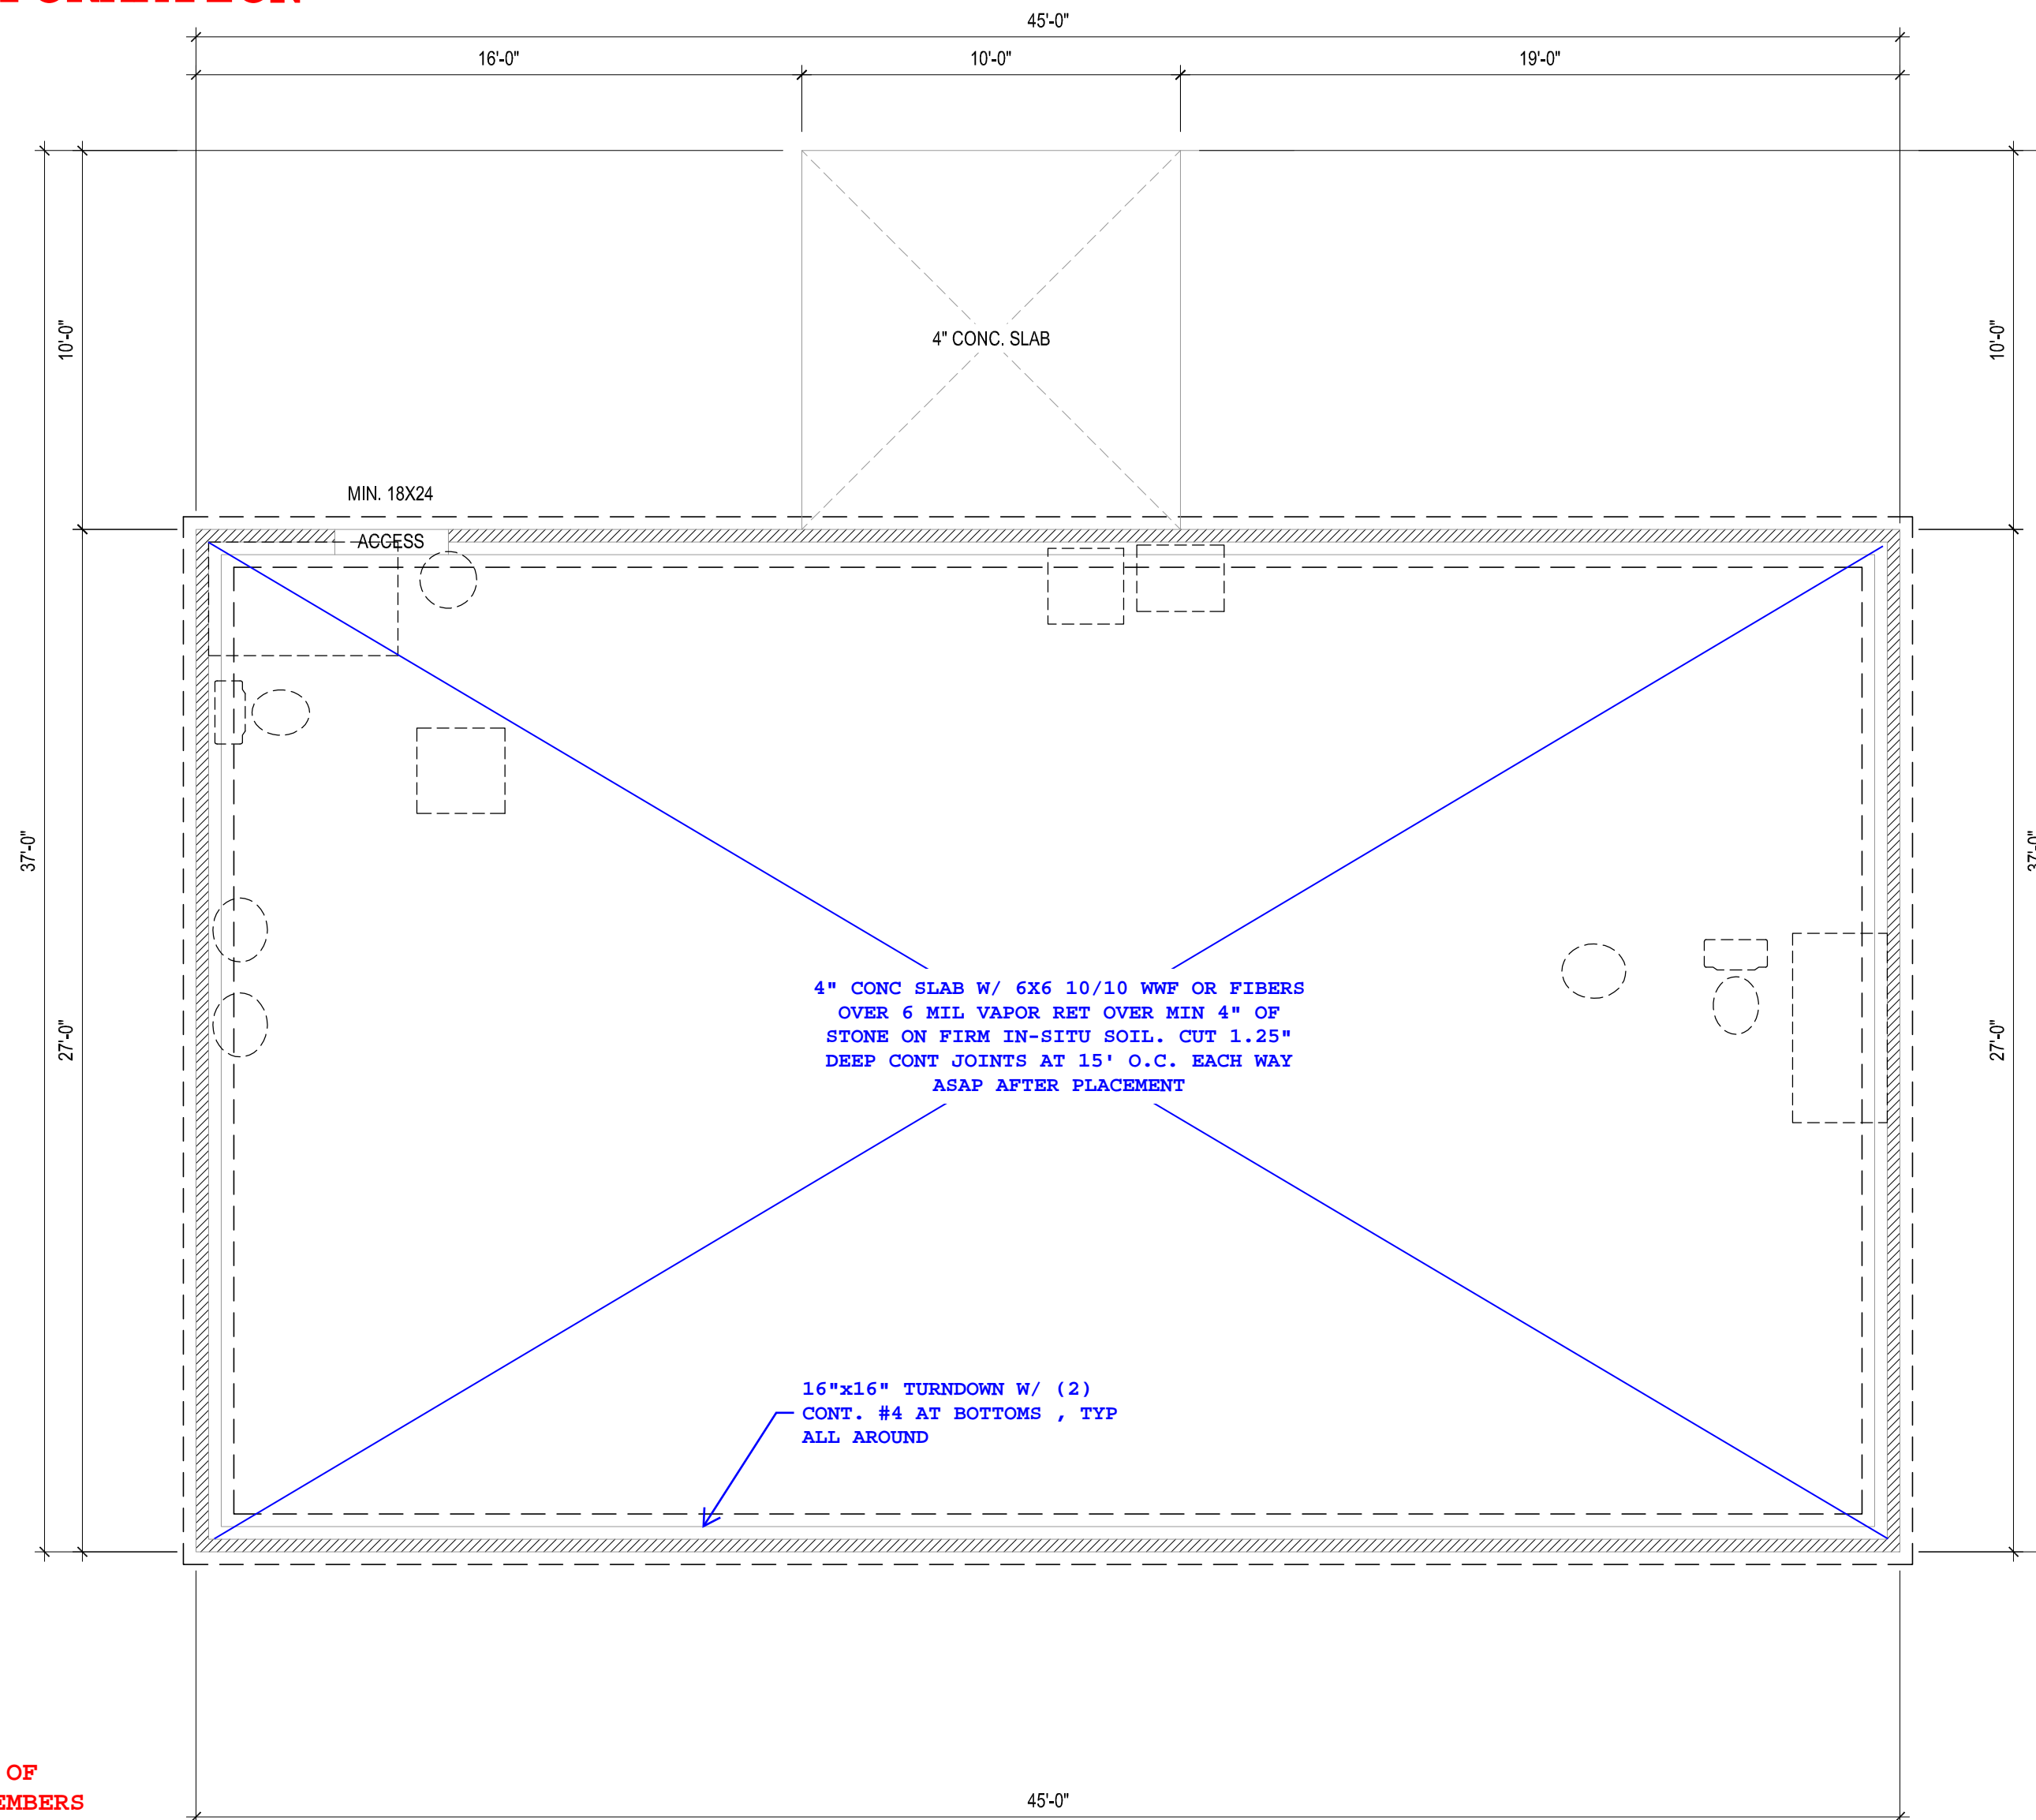 45'-0"
16'-0"
10'-0"
19'-0"
10'-0"
10'-0"
4" CONC. SLAB
MIN. 18X24
ACCESS
37'-0"
37'-0"
27'-0"
27'-0"
4" CONC SLAB W/ 6X6 10/10 WWF OR FIBERS
OVER 6 MIL VAPOR RET OVER MIN 4" OF
STONE ON FIRM IN-SITU SOIL. CUT 1.25"
DEEP CONT JOINTS AT 15' O.C. EACH WAY
ASAP AFTER PLACEMENT
16"x16" TURNDOWN W/ (2)
CONT. #4 AT BOTTOMS , TYP
ALL AROUND
OF
45'-0"